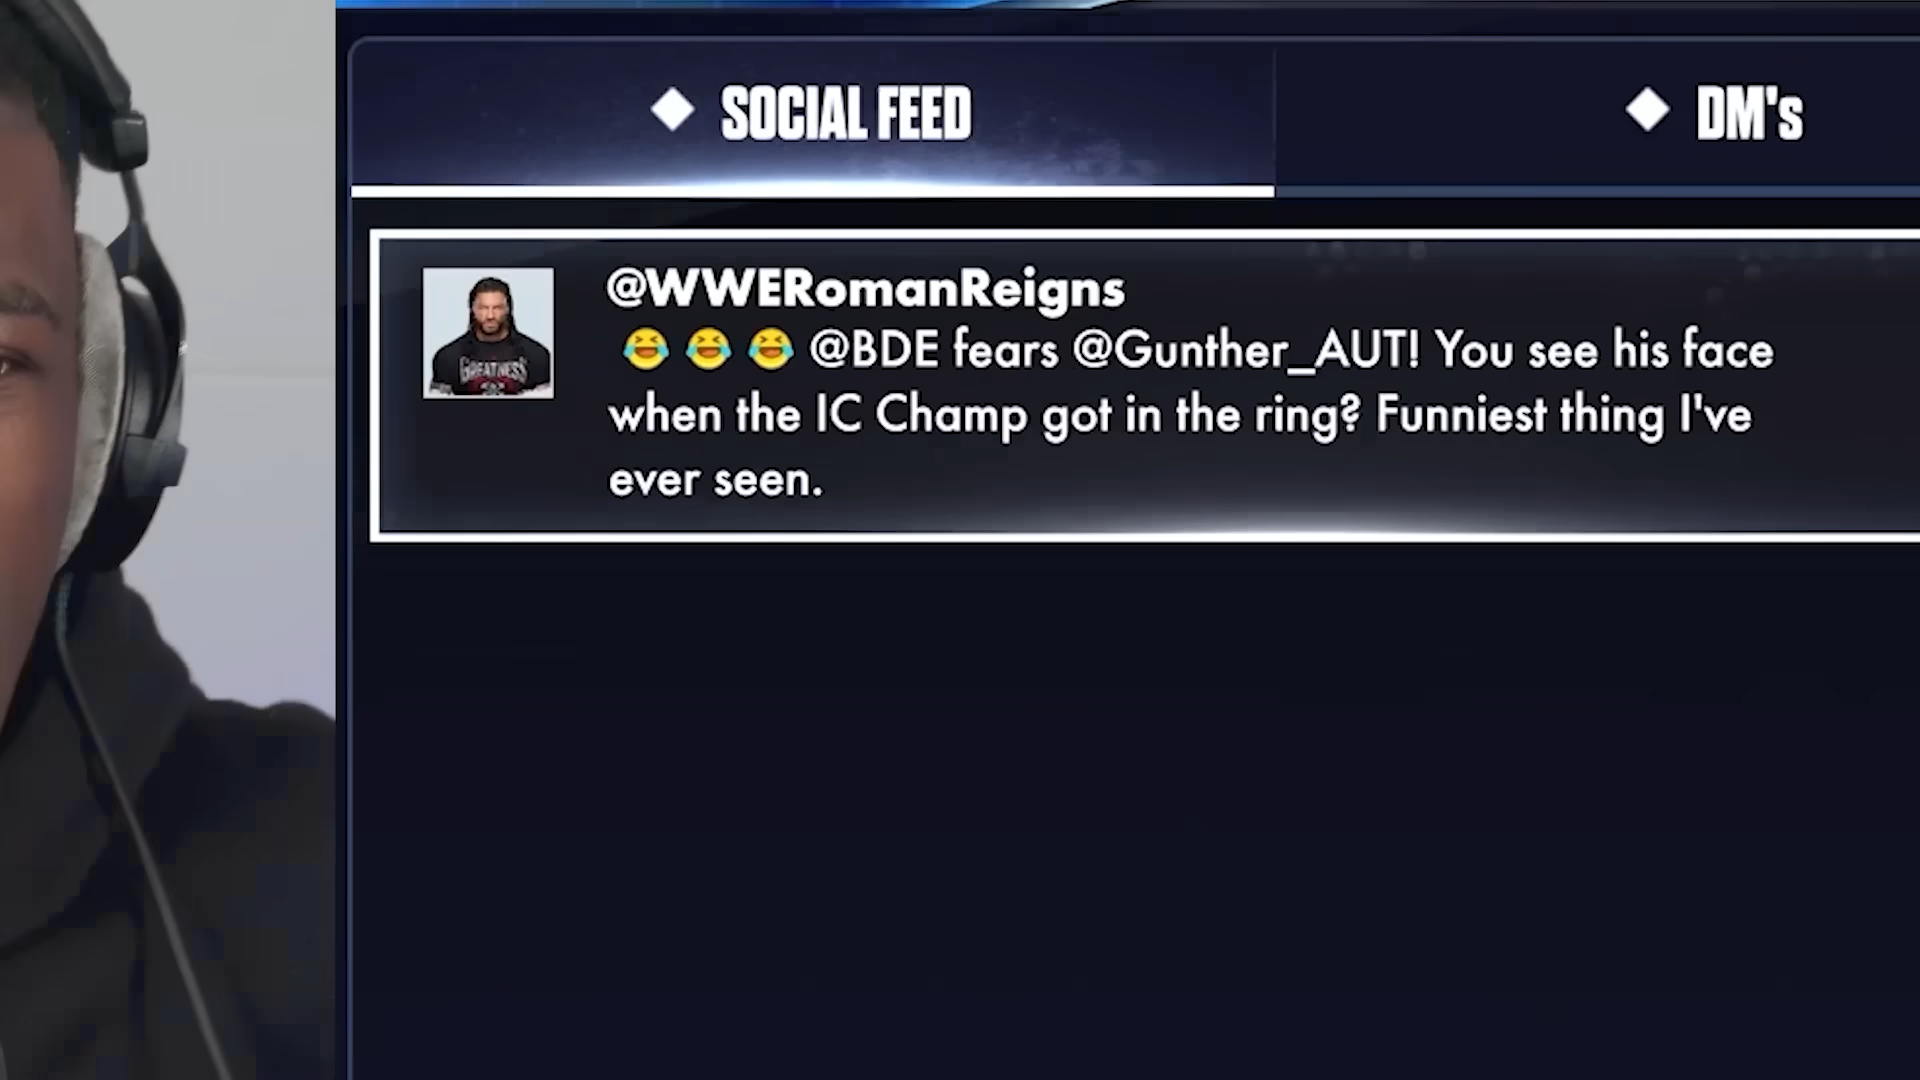 SOCIAL FEED
DM's
@WWERomanReigns
😂 😂 😂 @BDE fears @Gunther_AUT! You see his face
when the IC Champ got in the ring? Funniest thing I've
ever seen.
GREATNESS